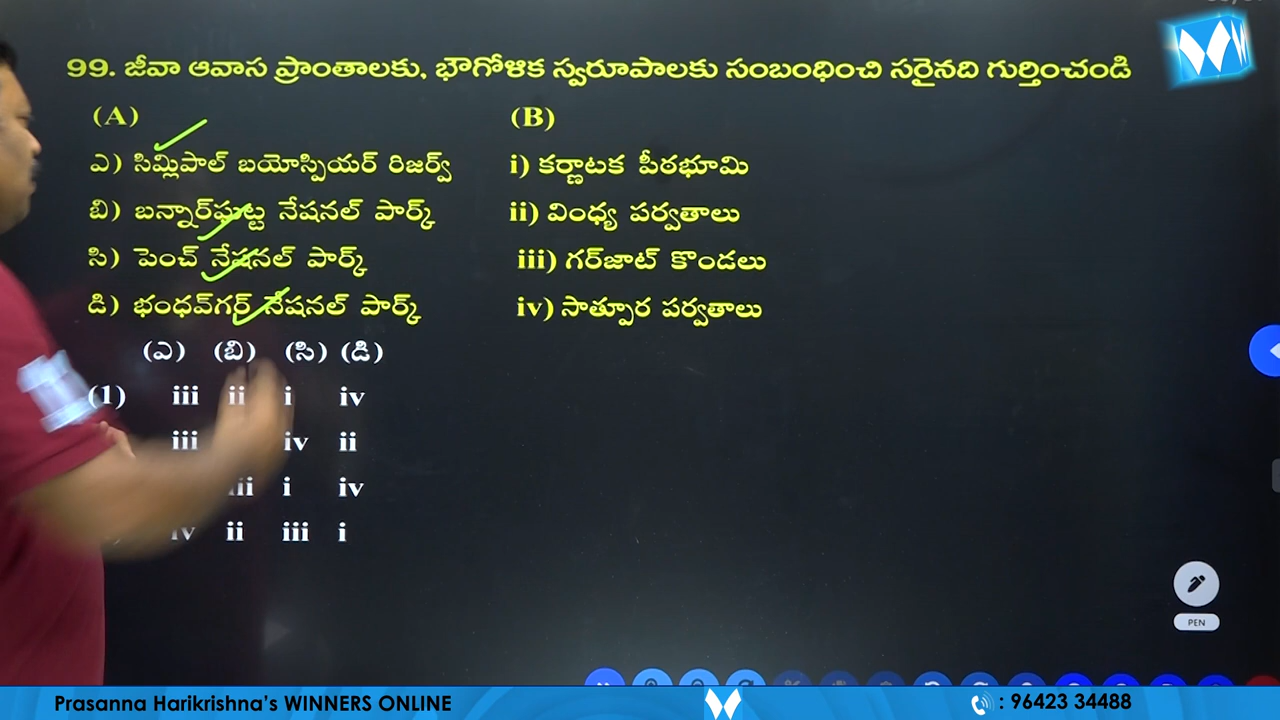 99. జీవా ఆవాస ప్రాంతాలకు, భౌగోళిక స్వరూపాలకు సంబంధించి సరైనది గుర్తించండి
(A) (B)
ఎ) సిమ్లిపాల్ బయోస్పియర్ రిజర్వ్ i) కర్ణాటక పీఠభూమి
బి) బన్నార్‌ఘట్ట నేషనల్ పార్క్ ii) వింధ్య పర్వతాలు
సి) పెంచ్ నేషనల్ పార్క్ iii) గర్‌జాట్ కొండలు
డి) భంధవ్‌గర్ నేషనల్ పార్క్ iv) సాత్పూర పర్వతాలు
(ఎ) (బి) (సి) (డి)
(1) iii ii i iv
iii iv ii
i iv
iv ii iii i
PEN
Prasanna Harikrishna's WINNERS ONLINE : 96423 34488